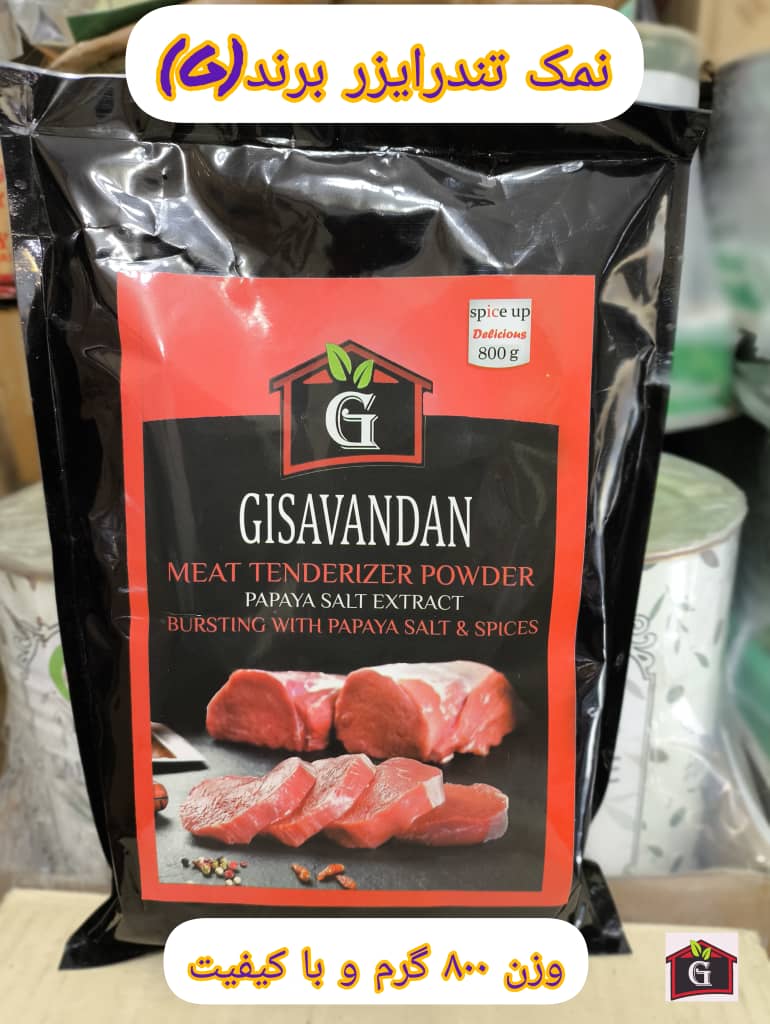 نمک تندرایزر برند(G)
spice up
Delicious
800 g
G
GISAVANDAN
MEAT TENDERIZER POWDER
PAPAYA SALT EXTRACT
BURSTING WITH PAPAYA SALT & SPICES
وزن ۸۰۰ گرم و با کیفیت
G